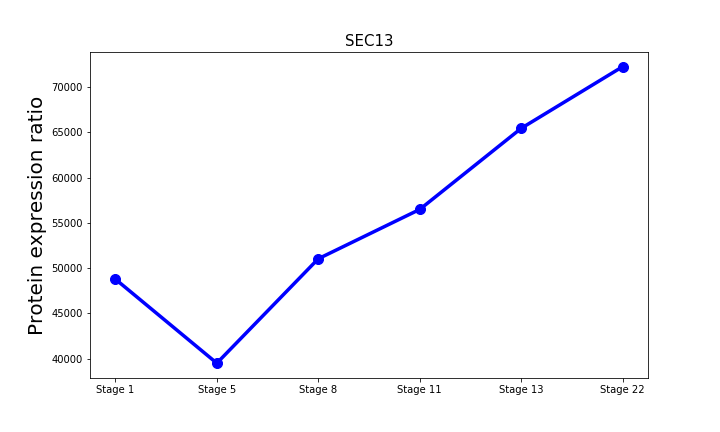 SEC13
Protein expression ratio
70000
65000
60000
55000
50000
45000
40000
Stage 1 Stage 5 Stage 8 Stage 11 Stage 13 Stage 22